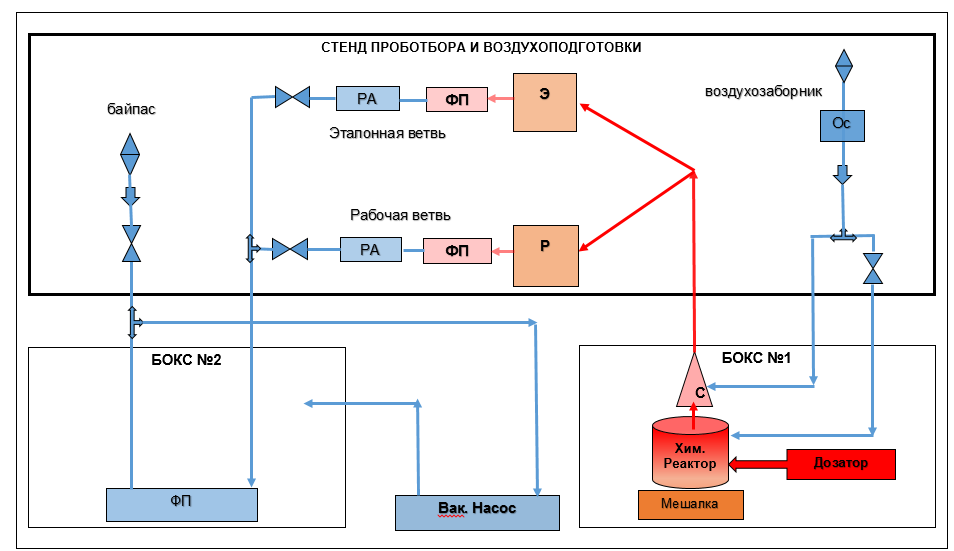 СТЕНД ПРОБОТБОРА И ВОЗДУХОПОДГОТОВКИ
байпас
РА
ФП
Э
воздухозаборник
Ос
Этапонная ветвь
Рабочая ветвь
РА
ФП
Р
БОКС №2
БОКС №1
С
Хим.
Реактор
Дозатор
ФП
Вак. Насос
Мешалка